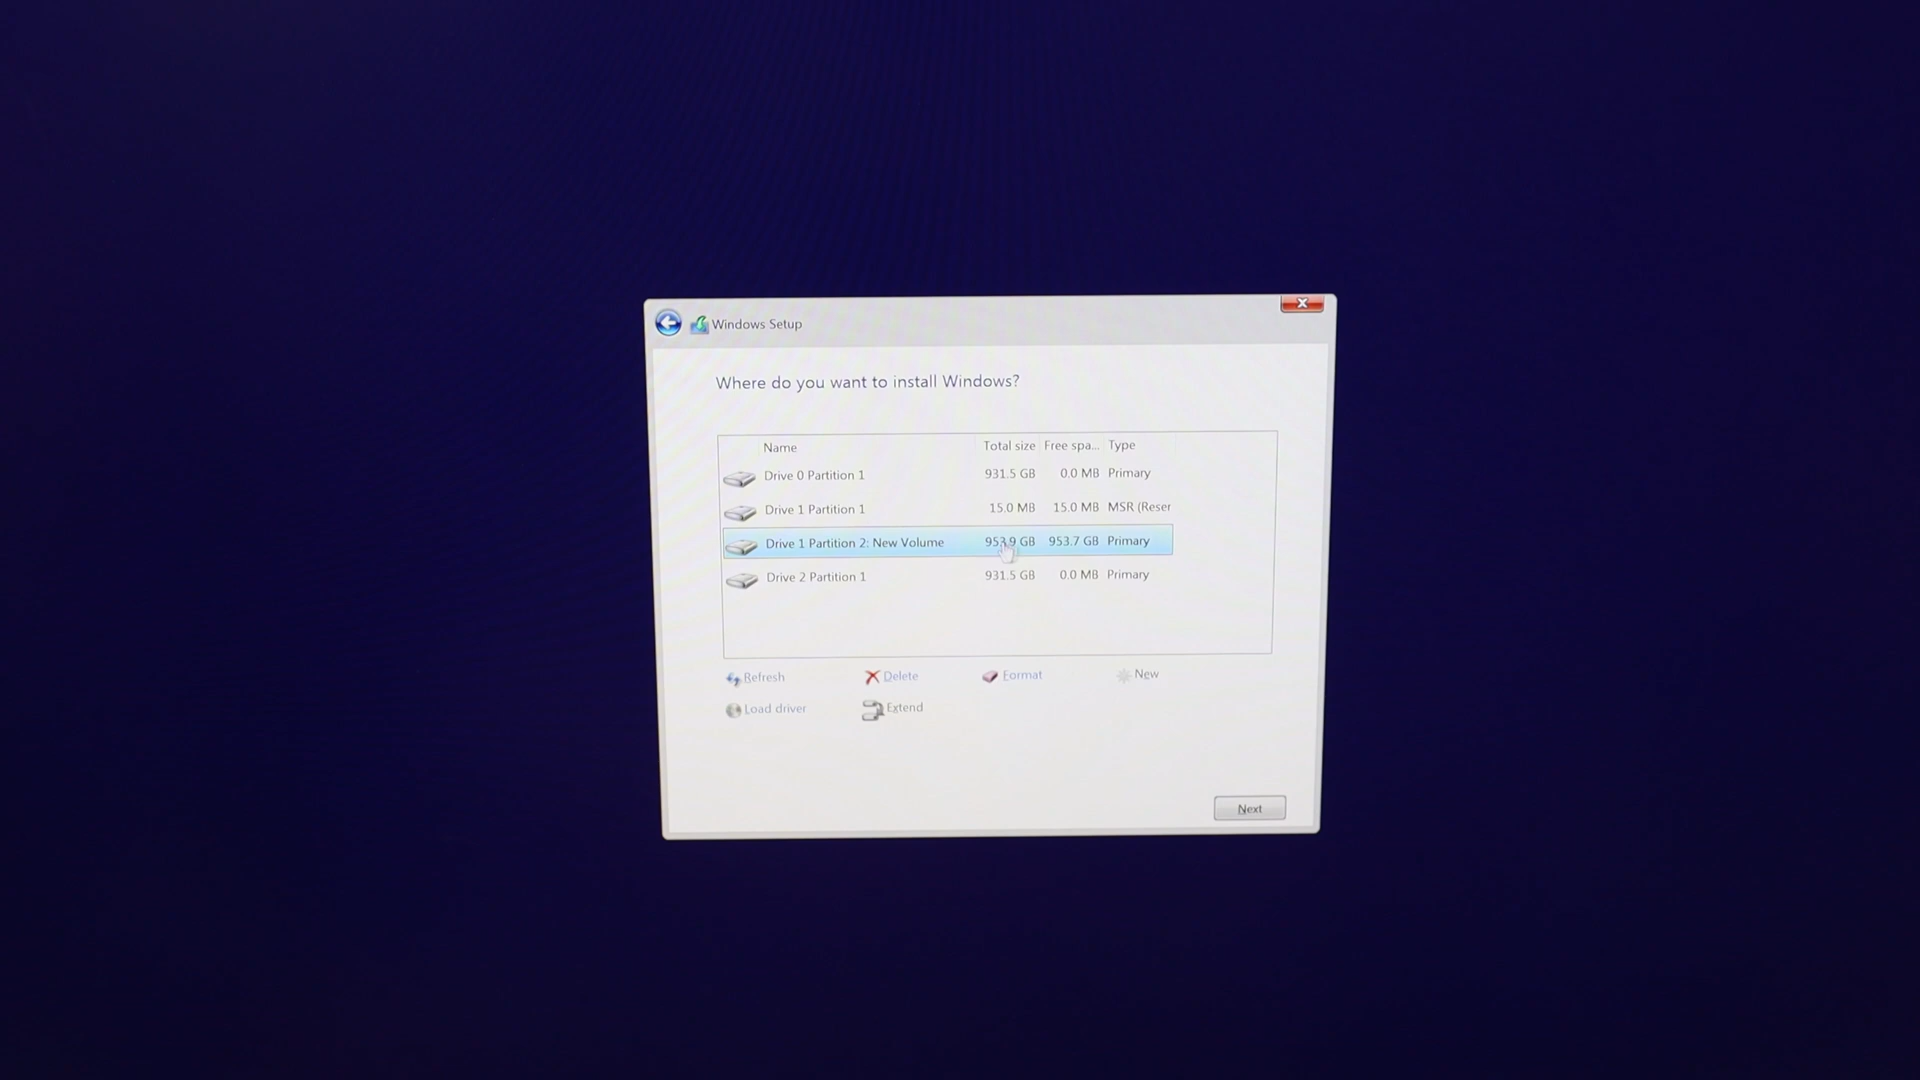 Windows Setup
Where do you want to install Windows?
Name Total size Free spa... Type
Drive 0 Partition 1 931.5 GB 0.0 MB Primary
Drive 1 Partition 1 15.0 MB 15.0 MB MSR (Reser
Drive 1 Partition 2: New Volume 953.9 GB 953.7 GB Primary
Drive 2 Partition 1 931.5 GB 0.0 MB Primary
Refresh Delete Format New
Load driver Extend
Next